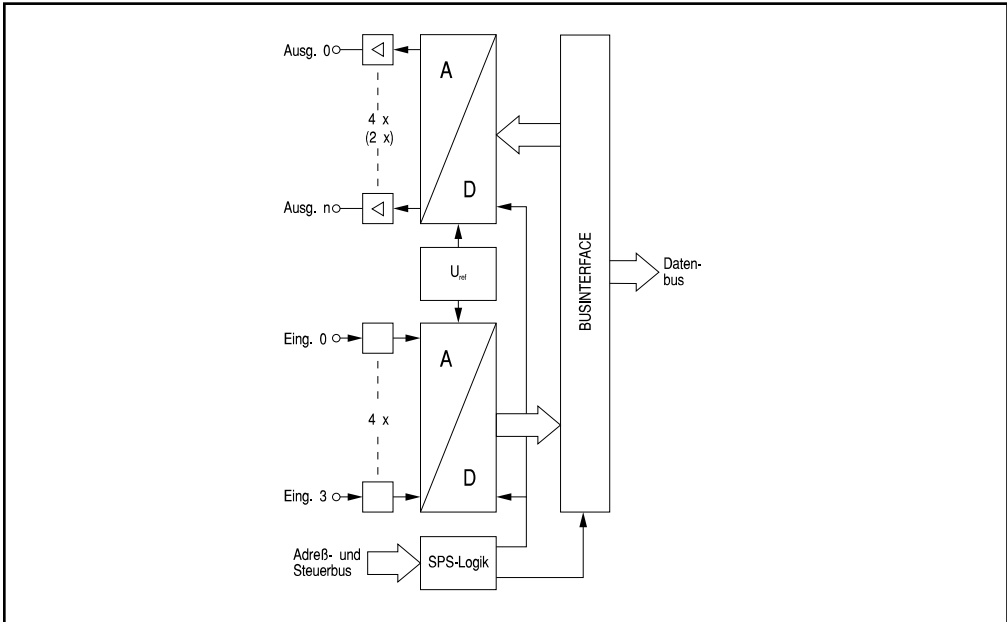 Ausg. 0
A
4 x
(2 x)
D
Ausg. n
U ref
BUSINTERFACE
Daten-
bus
Eing. 0
A
4 x
D
Eing. 3
Adreß- und
Steuerbus
SPS-Logik